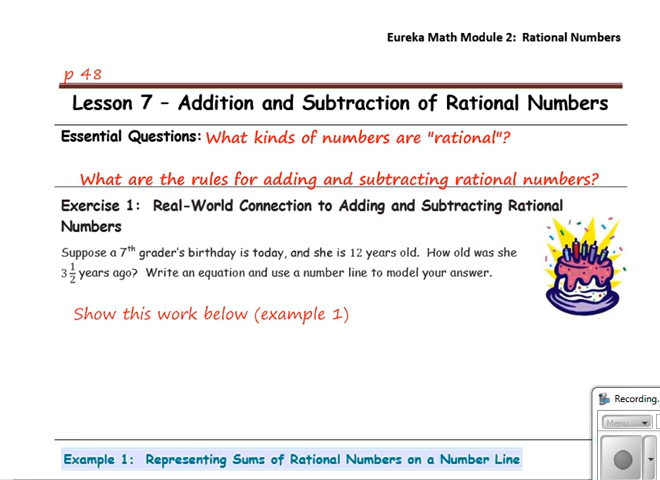 Eureka Math Module 2: Rational Numbers
p 48
Lesson 7 – Addition and Subtraction of Rational Numbers
Essential Questions: What kinds of numbers are "rational"?
What are the rules for adding and subtracting rational numbers?
Exercise 1: Real-World Connection to Adding and Subtracting Rational
Numbers
Suppose a 7th grader's birthday is today, and she is 12 years old. How old was she
3 1/2 years ago? Write an equation and use a number line to model your answer.
Show this work below (example 1)
Recording.
Menu
Example 1: Representing Sums of Rational Numbers on a Number Line